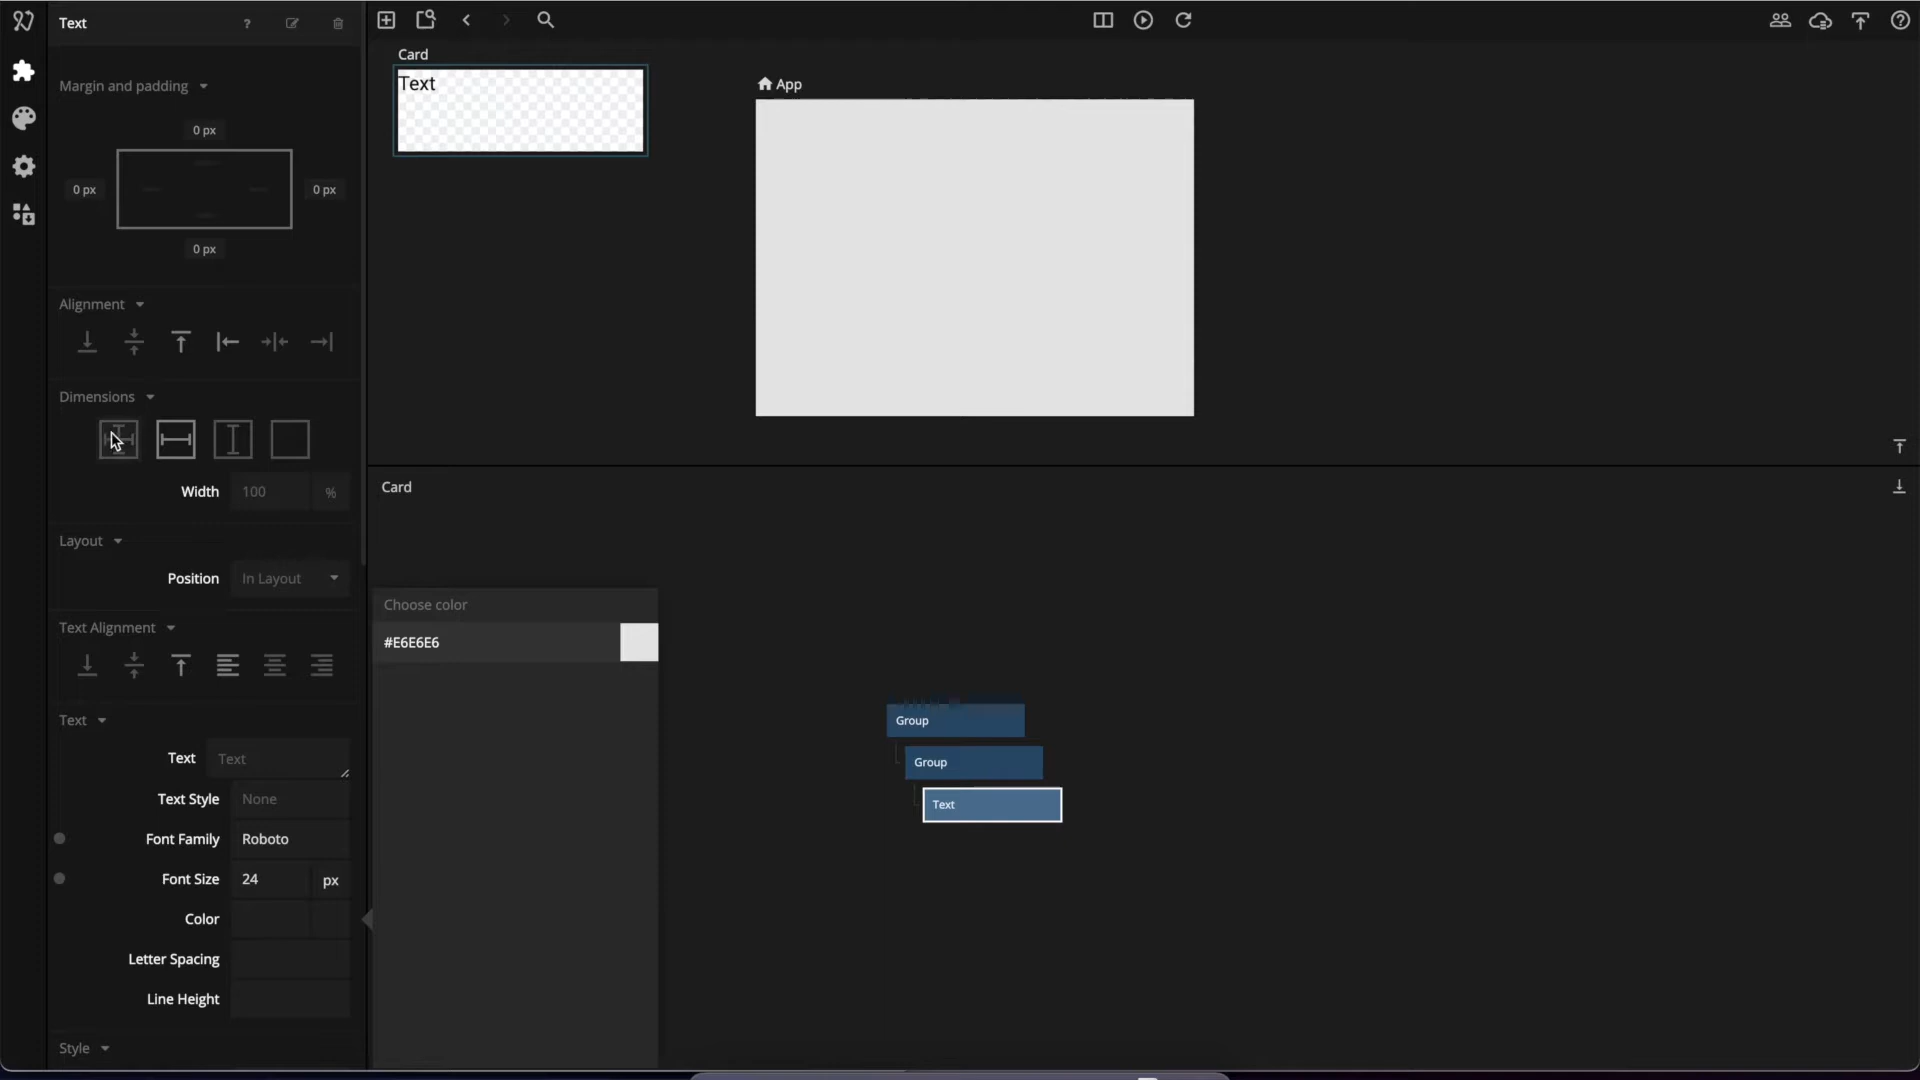 Text
?
Card
Text
App
Margin and padding
0 px
0 px
0 px
0 px
Alignment
Dimensions
Width 100 %
Layout
Position In Layout
Text Alignment
Text
Text Text
Text Style None
Font Family Roboto
Font Size 24 px
Color
Letter Spacing
Line Height
Style
Card
Choose color
#E6E6E6
Group
Group
Text